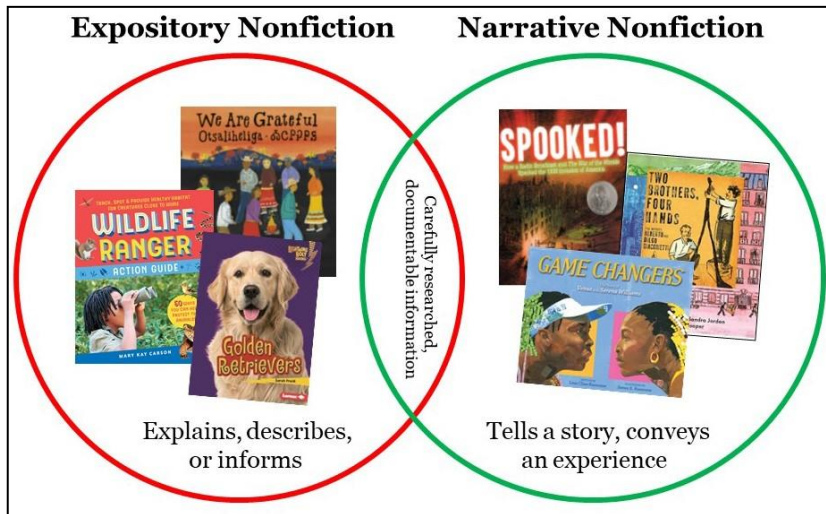 Expository Nonfiction
Narrative Nonfiction
We Are Grateful
Otsaliheliga
WILDLIFE
RANGER
ACTION GUIDE
MARY KAY CARSON
Golden
Retrievers
Carefully researched,
documentable information
SPOOKED!
TWO
BROTHERS,
FOUR
HANDS
GAME CHANGERS
Explains, describes,
or informs
Tells a story, conveys
an experience